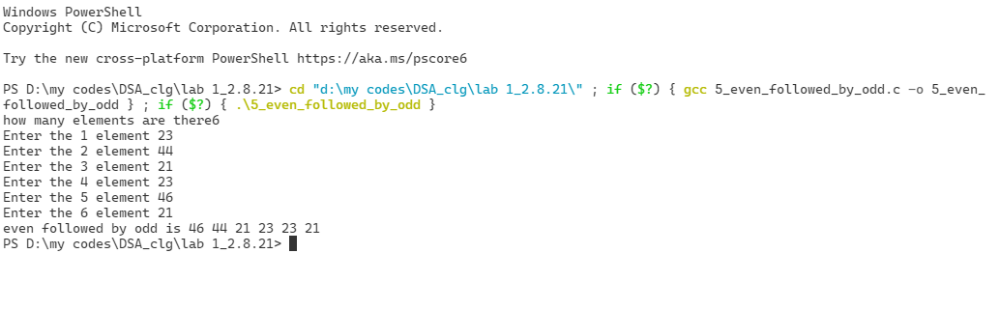 Windows PowerShell
Copyright (C) Microsoft Corporation. All rights reserved.
Try the new cross-platform PowerShell https://aka.ms/pscore6
PS D:\my codes\DSA_clg\lab 1_2.8.21> cd "d:\my codes\DSA_clg\lab 1_2.8.21\" ; if ($?) { gcc 5_even_followed_by_odd.c -o 5_even_
followed_by_odd } ; if ($?) { .\5_even_followed_by_odd }
how many elements are there6
Enter the 1 element 23
Enter the 2 element 44
Enter the 3 element 21
Enter the 4 element 23
Enter the 5 element 46
Enter the 6 element 21
even followed by odd is 46 44 21 23 23 21
PS D:\my codes\DSA_clg\lab 1_2.8.21>